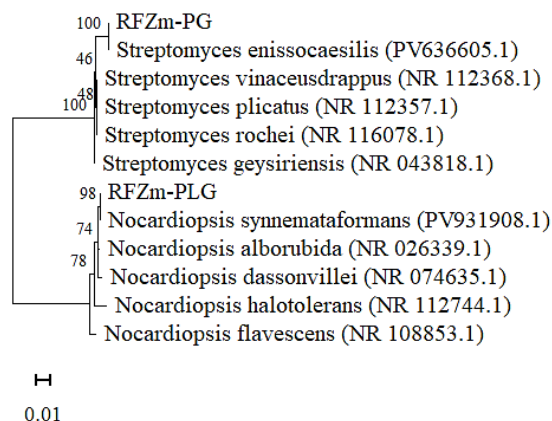 100 RFZm-PG
Streptomyces enissocaesilis (PV636605.1)
46
Streptomyces vinaceusdrappus (NR 112368.1)
48
100 Streptomyces plicatus (NR 112357.1)
Streptomyces rochei (NR 116078.1)
Streptomyces geysiriensis (NR 043818.1)
98 RFZm-PLG
Nocardiopsis synnemataformans (PV931908.1)
74
Nocardiopsis alborubida (NR 026339.1)
78
Nocardiopsis dassonvillei (NR 074635.1)
Nocardiopsis halotolerans (NR 112744.1)
Nocardiopsis flavescens (NR 108853.1)
0.01